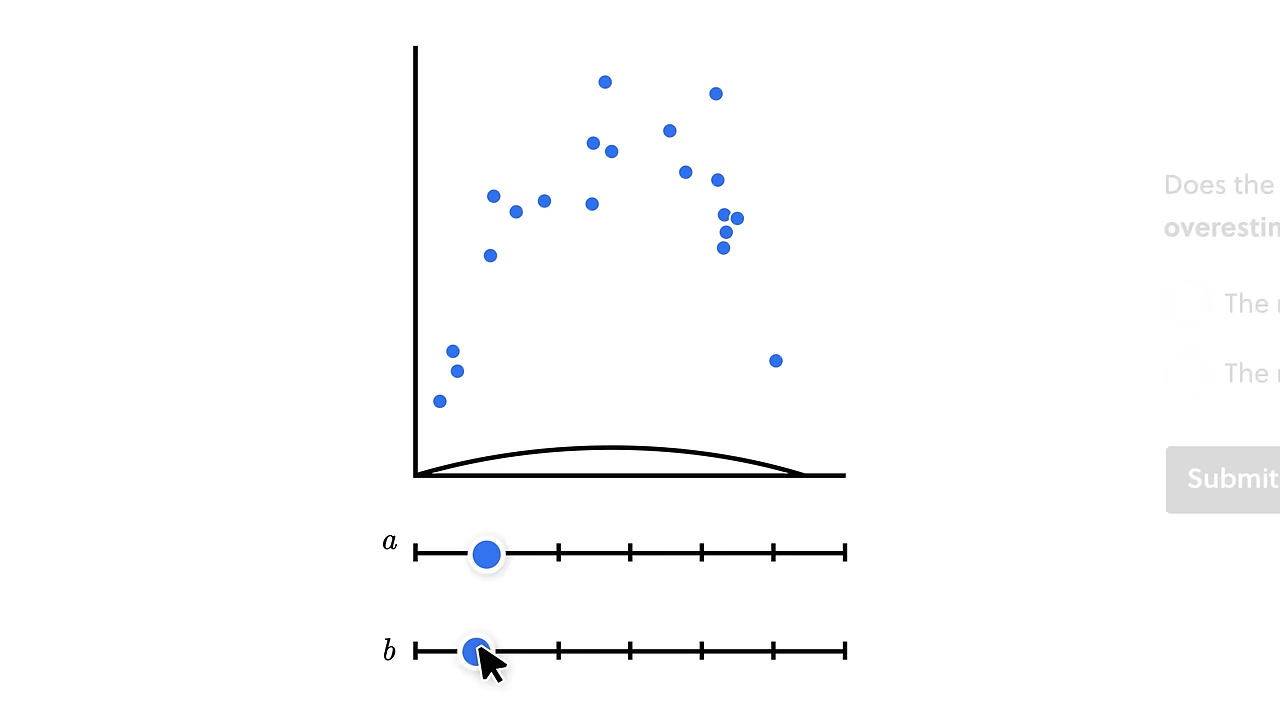 Does the
overestim
The
The
Submit
a
b